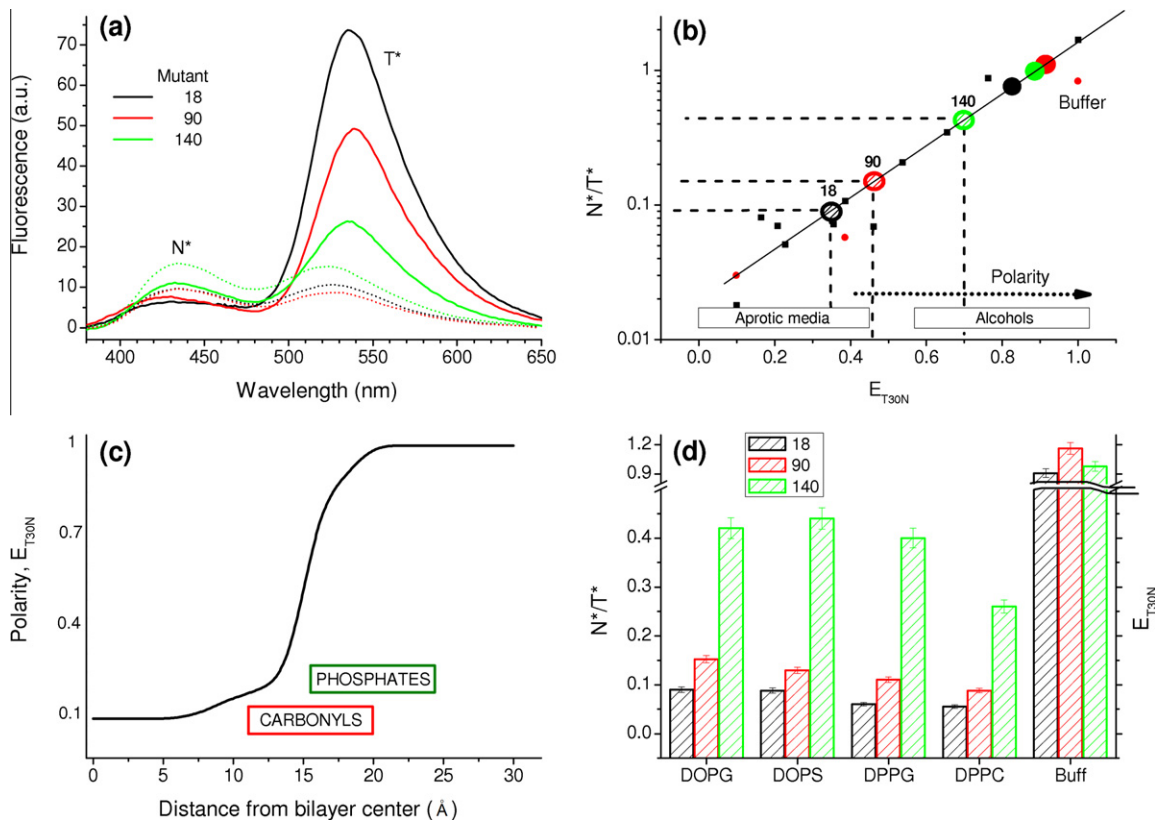 (a)
Fluorescence (a.u.)
70
60
50
40
30
20
10
0
Mutant
18
90
140
N*
T*
400
450
500
550
600
650
Wavelength (nm)
(b)
N*/T*
1
0.1
0.01
18
90
140
Buffer
Polarity
Aprotic media
Alcohols
0.0
0.2
0.4
0.6
0.8
1.0
E_T30N
(c)
Polarity, E_T30N
1
0.7
0.4
0.1
PHOSPHATES
CARBONYLS
0
5
10
15
20
25
30
Distance from bilayer center (Å)
(d)
18
90
140
N*/T*
1.2
0.9
0.4
0.3
0.2
0.1
0.0
E_T30N
DOPG
DOPS
DPPG
DPPC
Buff